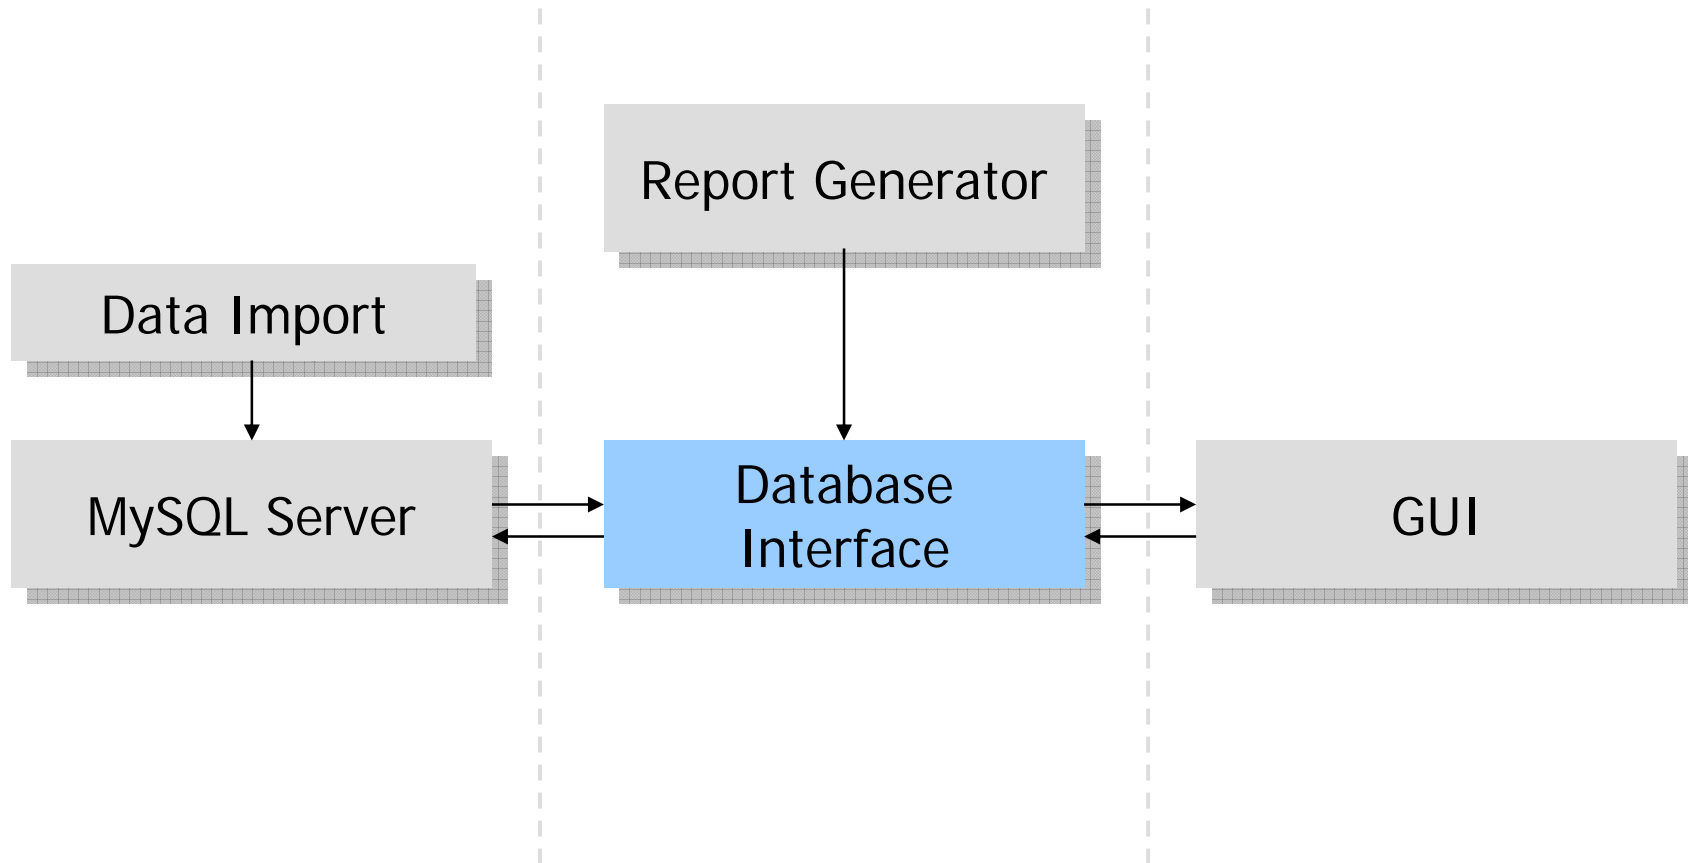 Report Generator
Data Import
MySQL Server
Database
Interface
GUI